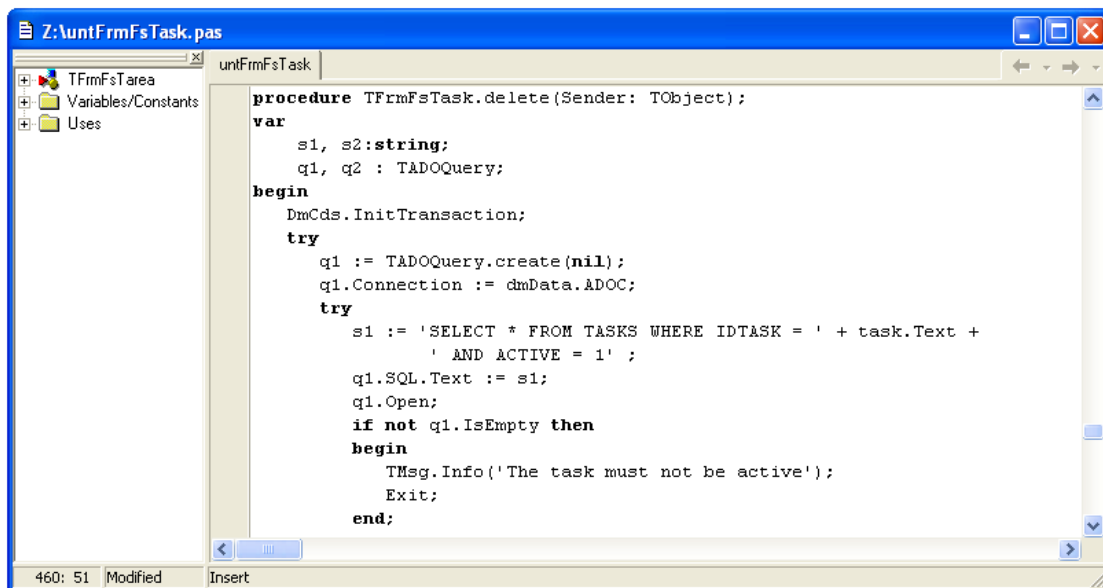 Z:\untFrmFsTask.pas
TFrmFsTarea
Variables/Constants
Uses
untFrmFsTask
procedure TFrmFsTask.delete(Sender: TObject);
var
s1, s2:string;
q1, q2 : TADOQuery;
begin
DmCds.InitTransaction;
try
q1 := TADOQuery.create(nil);
q1.Connection := dmData.ADOC;
try
s1 := 'SELECT * FROM TASKS WHERE IDTASK = ' + task.Text +
' AND ACTIVE = 1' ;
q1.SQL.Text := s1;
q1.Open;
if not q1.IsEmpty then
begin
TMsg.Info('The task must not be active');
Exit;
end;
460: 51 Modified Insert